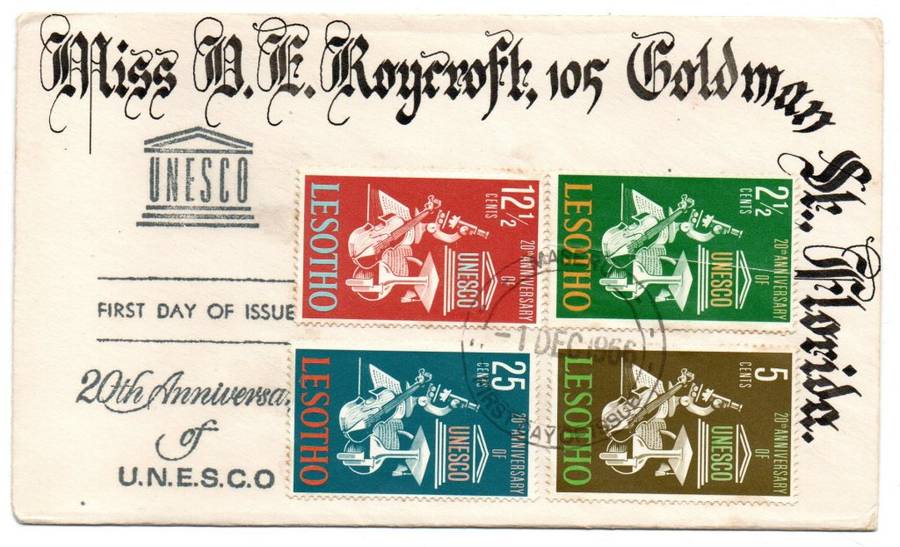 Miss D. E. Roycroft, 105 Goldman St., Florida.
UNESCO
FIRST DAY OF ISSUE
20th Anniversa
of
U.N.E.S.C.O
LESOTHO
12½
CENTS
20th ANNIVERSARY
OF
UNESCO
LESOTHO
2½
CENTS
20th ANNIVERSARY
OF
UNESCO
LESOTHO
25
CENTS
20th ANNIVERSARY
OF
UNESCO
LESOTHO
5
CENTS
20th ANNIVERSARY
OF
UNESCO
-1 DEC 1966